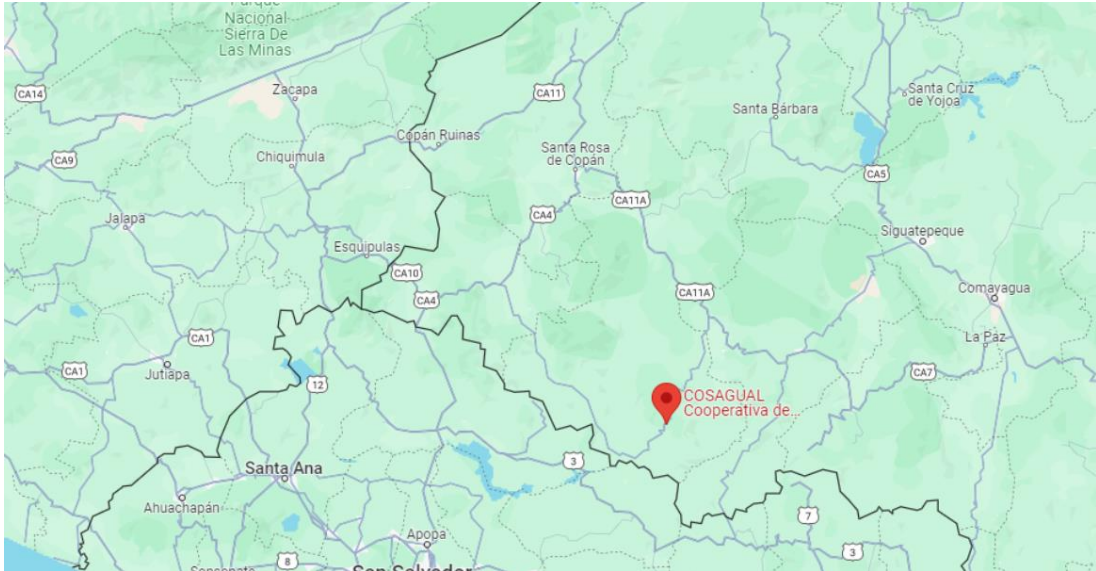 Parque
Nacional
Sierra De
Las Minas
CA14
Zacapa
CA11
Santa Bárbara
Santa Cruz
de Yojoa
Copán Ruinas
Santa Rosa
de Copán
CA9
Chiquimula
CA5
CA11A
CA4
Jalapa
Siguatepeque
Esquipulas
CA10
CA4
CA11A
Comayagua
CA1
La Paz
CA1
Jutiapa
12
CA7
COSAGUAL
Cooperativa de...
Santa Ana
3
Ahuachapán
7
Apopa
3
8
Sonsonate
San Salvador